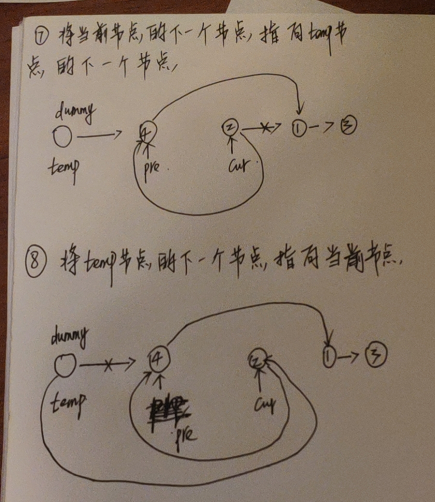 ⑦ 将当前节点,的下一个节点,指向temp节
点,的下一个节点,
dummy
④ ② ① ③
temp pre. cur.
⑧ 将temp节点,的下一个节点,指向当前节点,
dummy
④ ② ① ③
temp cur
pre